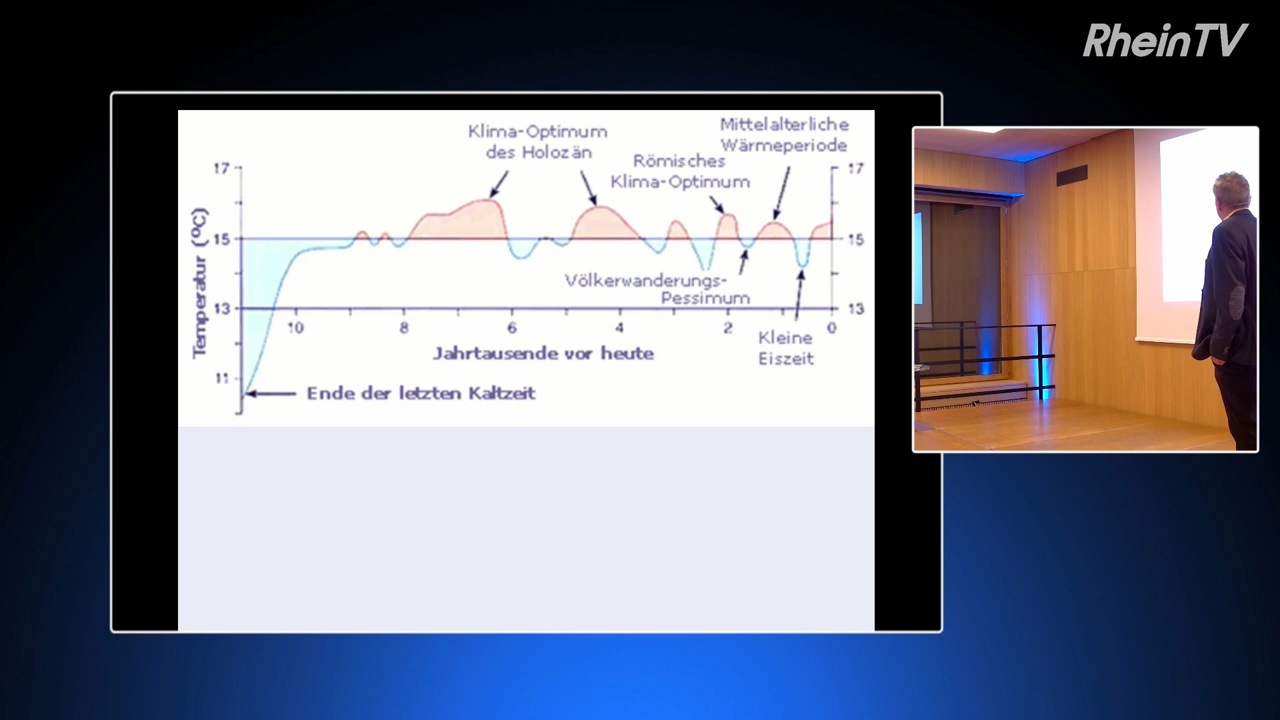 RheinTV
Klima-Optimum
des Holozän
Mittelalterliche
Wärmeperiode
Römisches
Klima-Optimum
17
17
15
15
Temperatur (ºC)
Völkerwanderungs-
Pessimum
13
13
10
8
6
4
2
0
Jahrtausende vor heute
Kleine
Eiszeit
11
Ende der letzten Kaltzeit